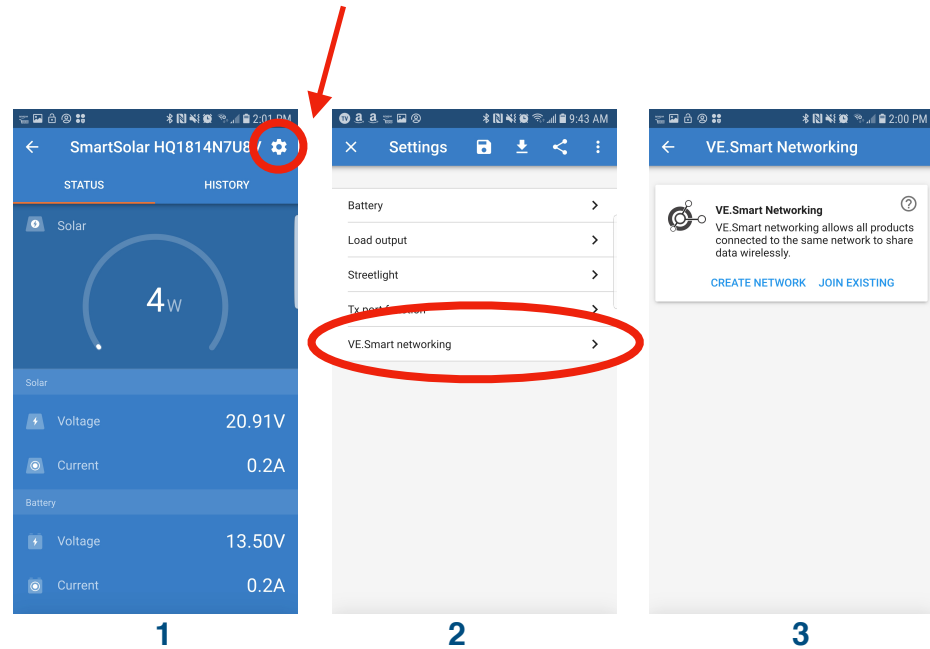 2:01 PM
SmartSolar HQ1814N7U8
STATUS
HISTORY
Solar
4W
Solar
Voltage
20.91V
Current
0.2A
Battery
Voltage
13.50V
Current
0.2A
1
9:43 AM
Settings
Battery
Load output
Streetlight
Tx port function
VE.Smart networking
2
2:00 PM
VE.Smart Networking
VE.Smart Networking
VE.Smart networking allows all products
connected to the same network to share
data wirelessly.
CREATE NETWORK JOIN EXISTING
3